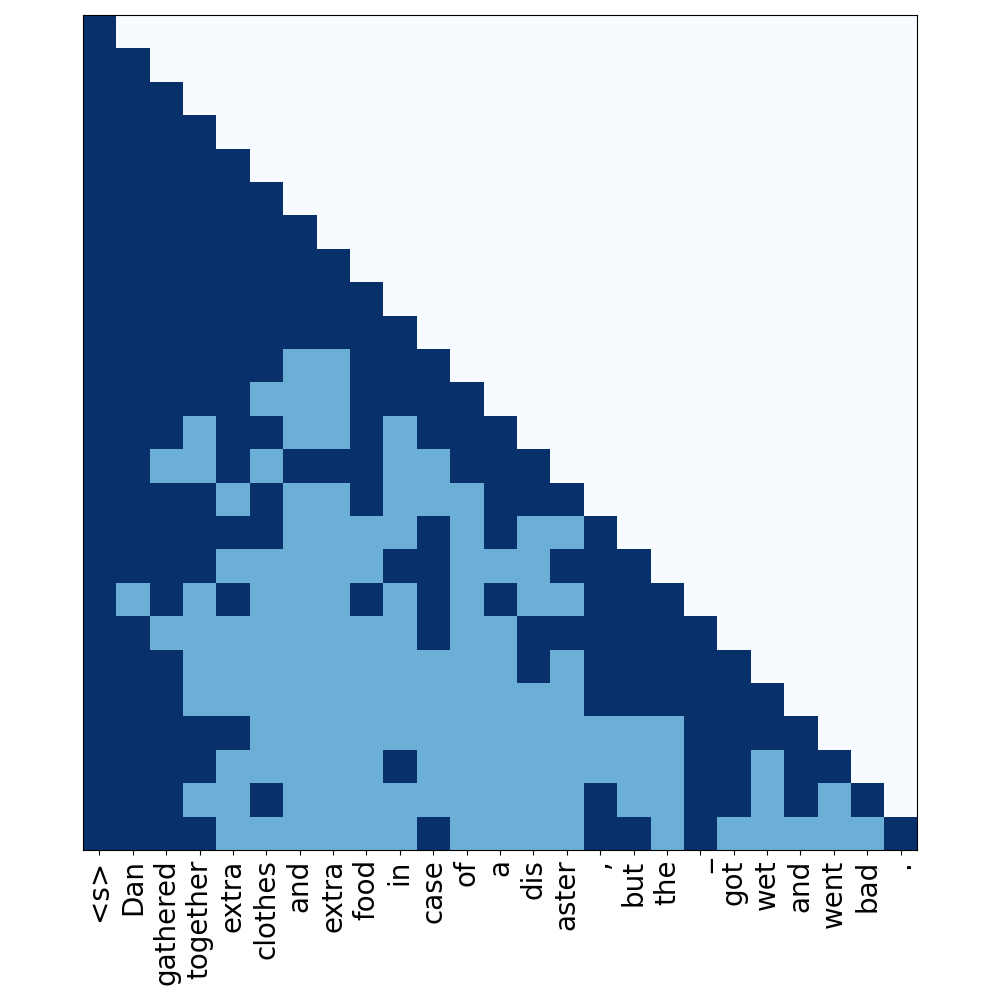 <s>
Dan
gathered
together
extra
clothes
and
extra
food
in
case
of
a
dis
aster
,
but
the
_
got
wet
and
went
bad
.